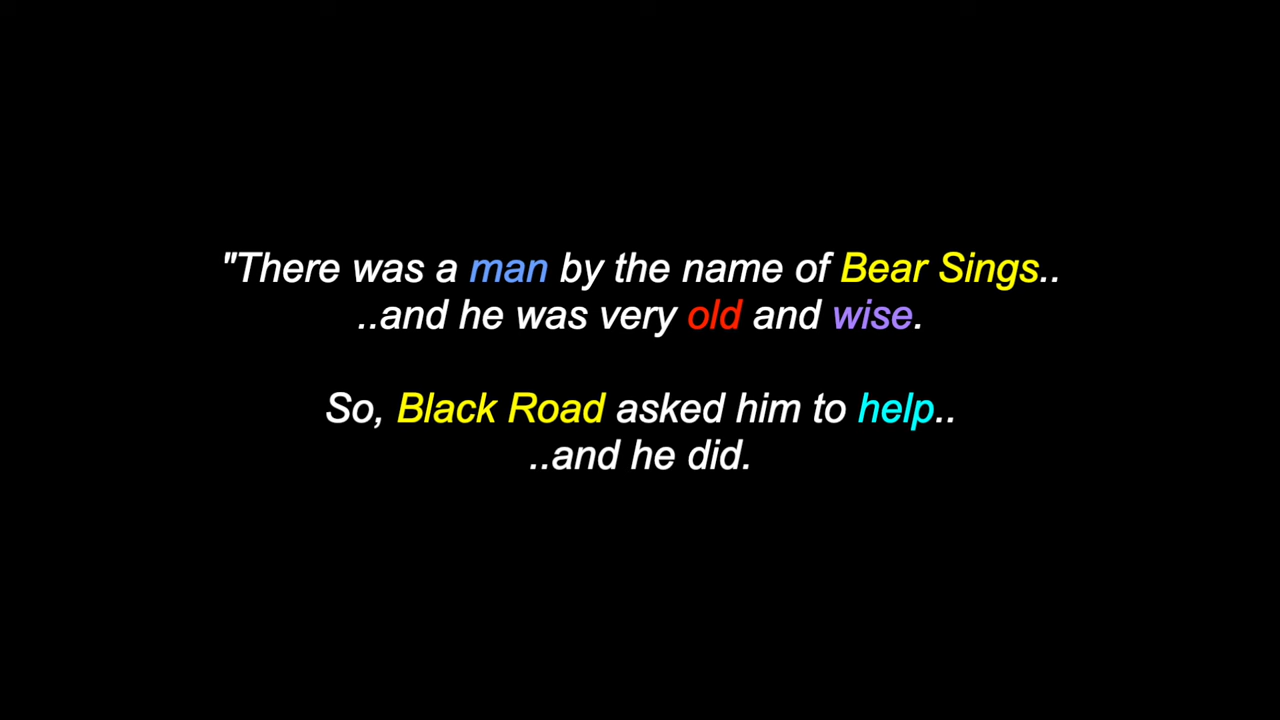 "There was a man by the name of Bear Sings..
..and he was very old and wise.
So, Black Road asked him to help..
..and he did.